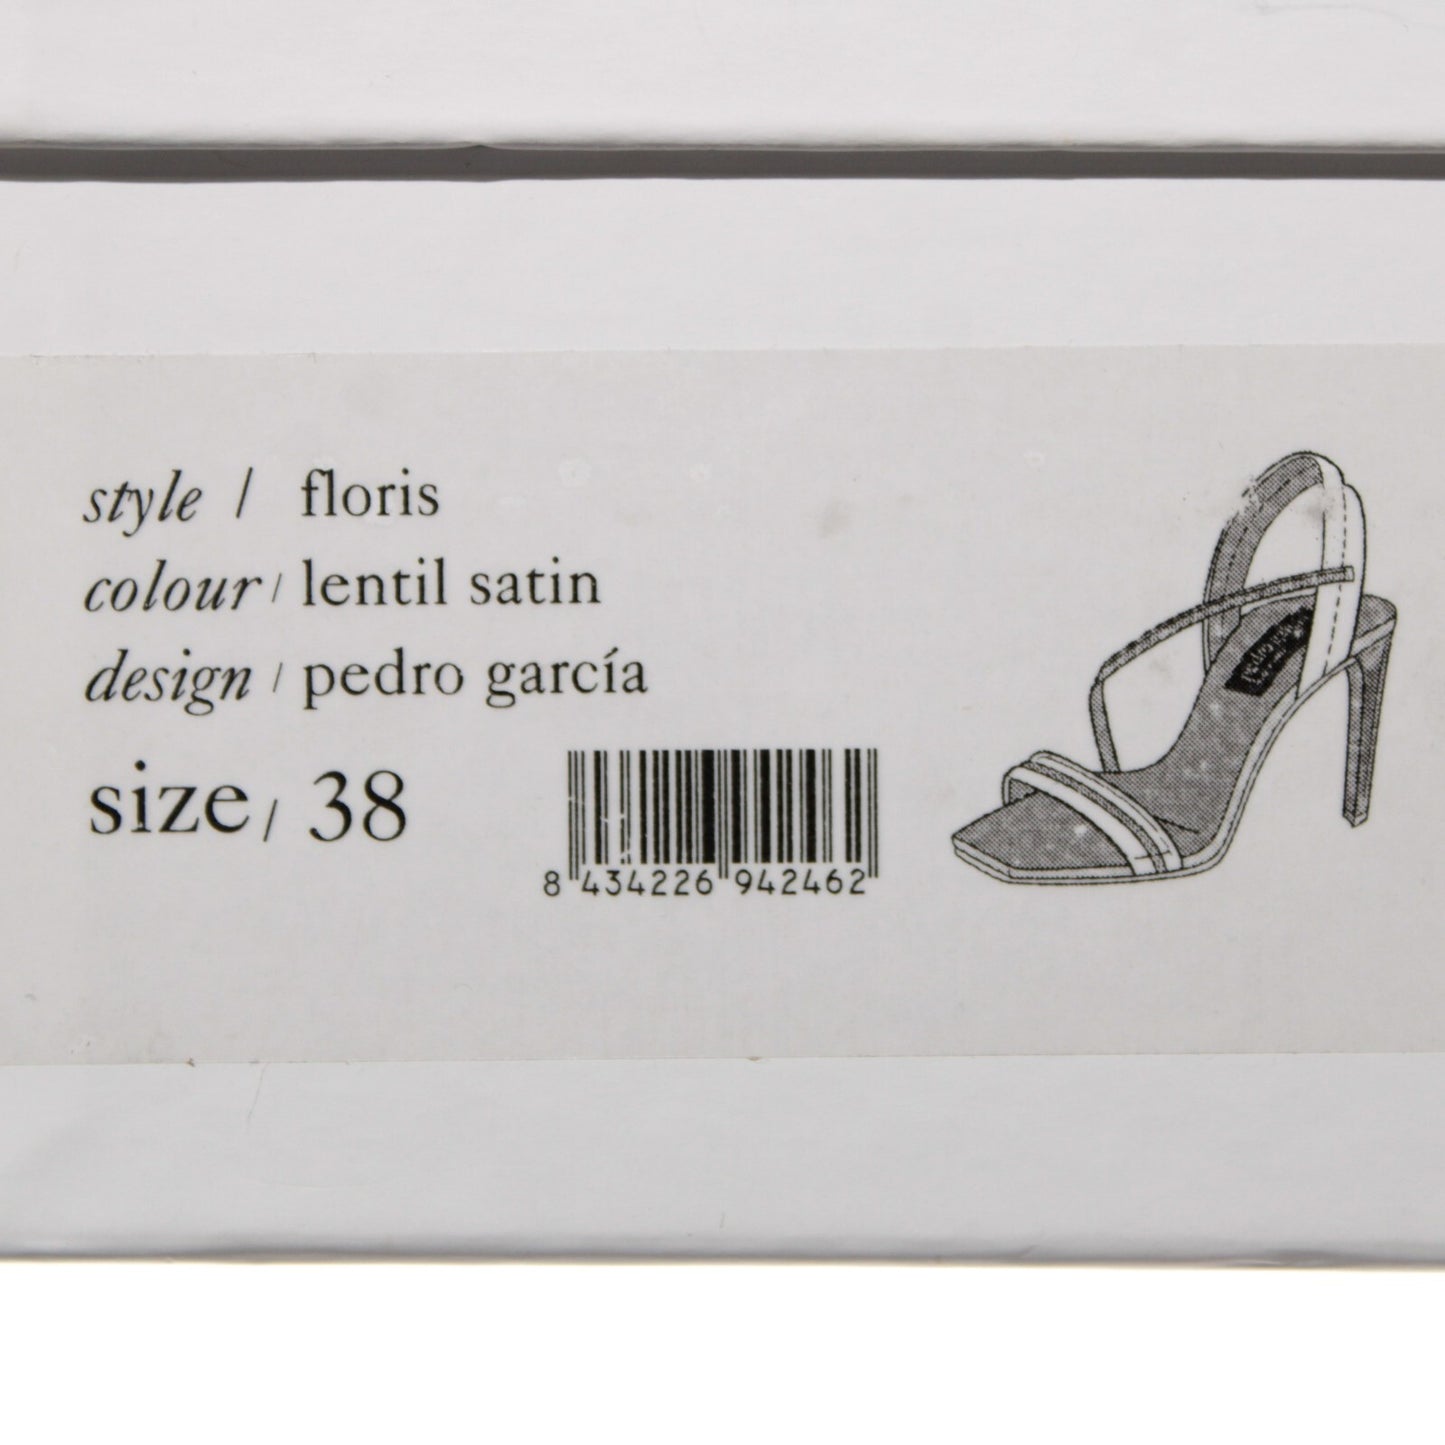 style / floris
colour / lentil satin
design / pedro garcía
size / 38
8 434226 942462